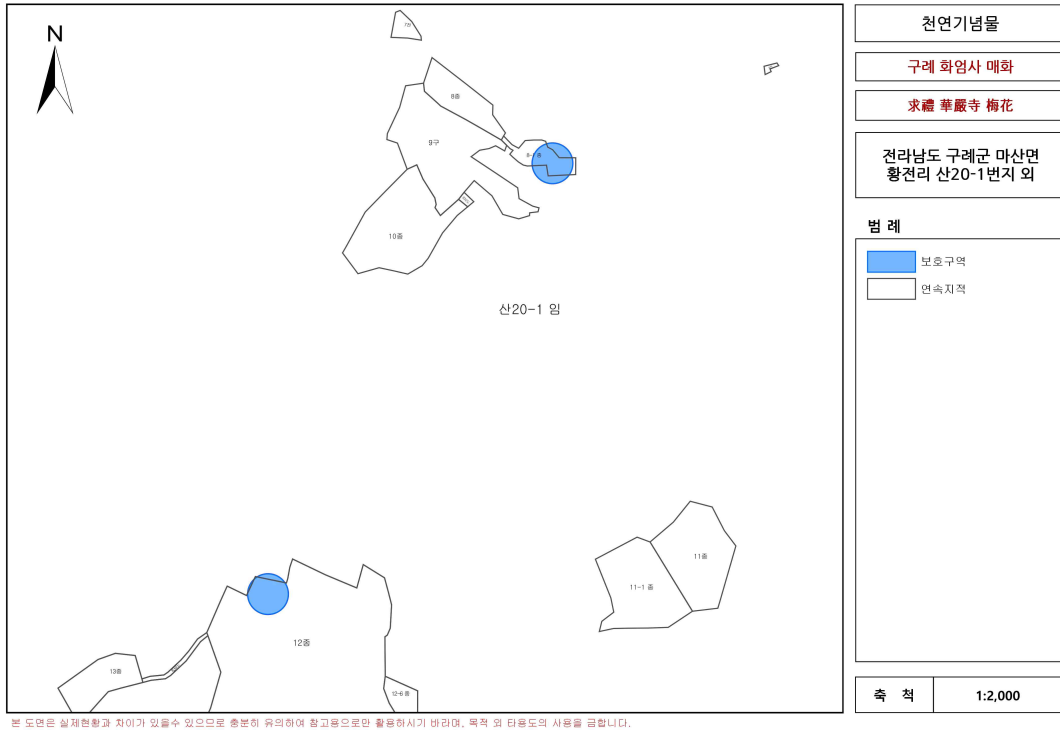 N
천연기념물
구례 화엄사 매화
求禮 華嚴寺 梅花
전라남도 구례군 마산면
황전리 산20-1번지 외
범 례
보호구역
연속지적
8종
9구
10종
산20-1 임
11종
11-1 종
12종
13종
12-6 종
축 척
1:2,000
본 도면은 실제현황과 차이가 있을수 있으므로 충분히 유의하여 참고용으로만 활용하시기 바라며, 목적 외 타용도의 사용을 금합니다.